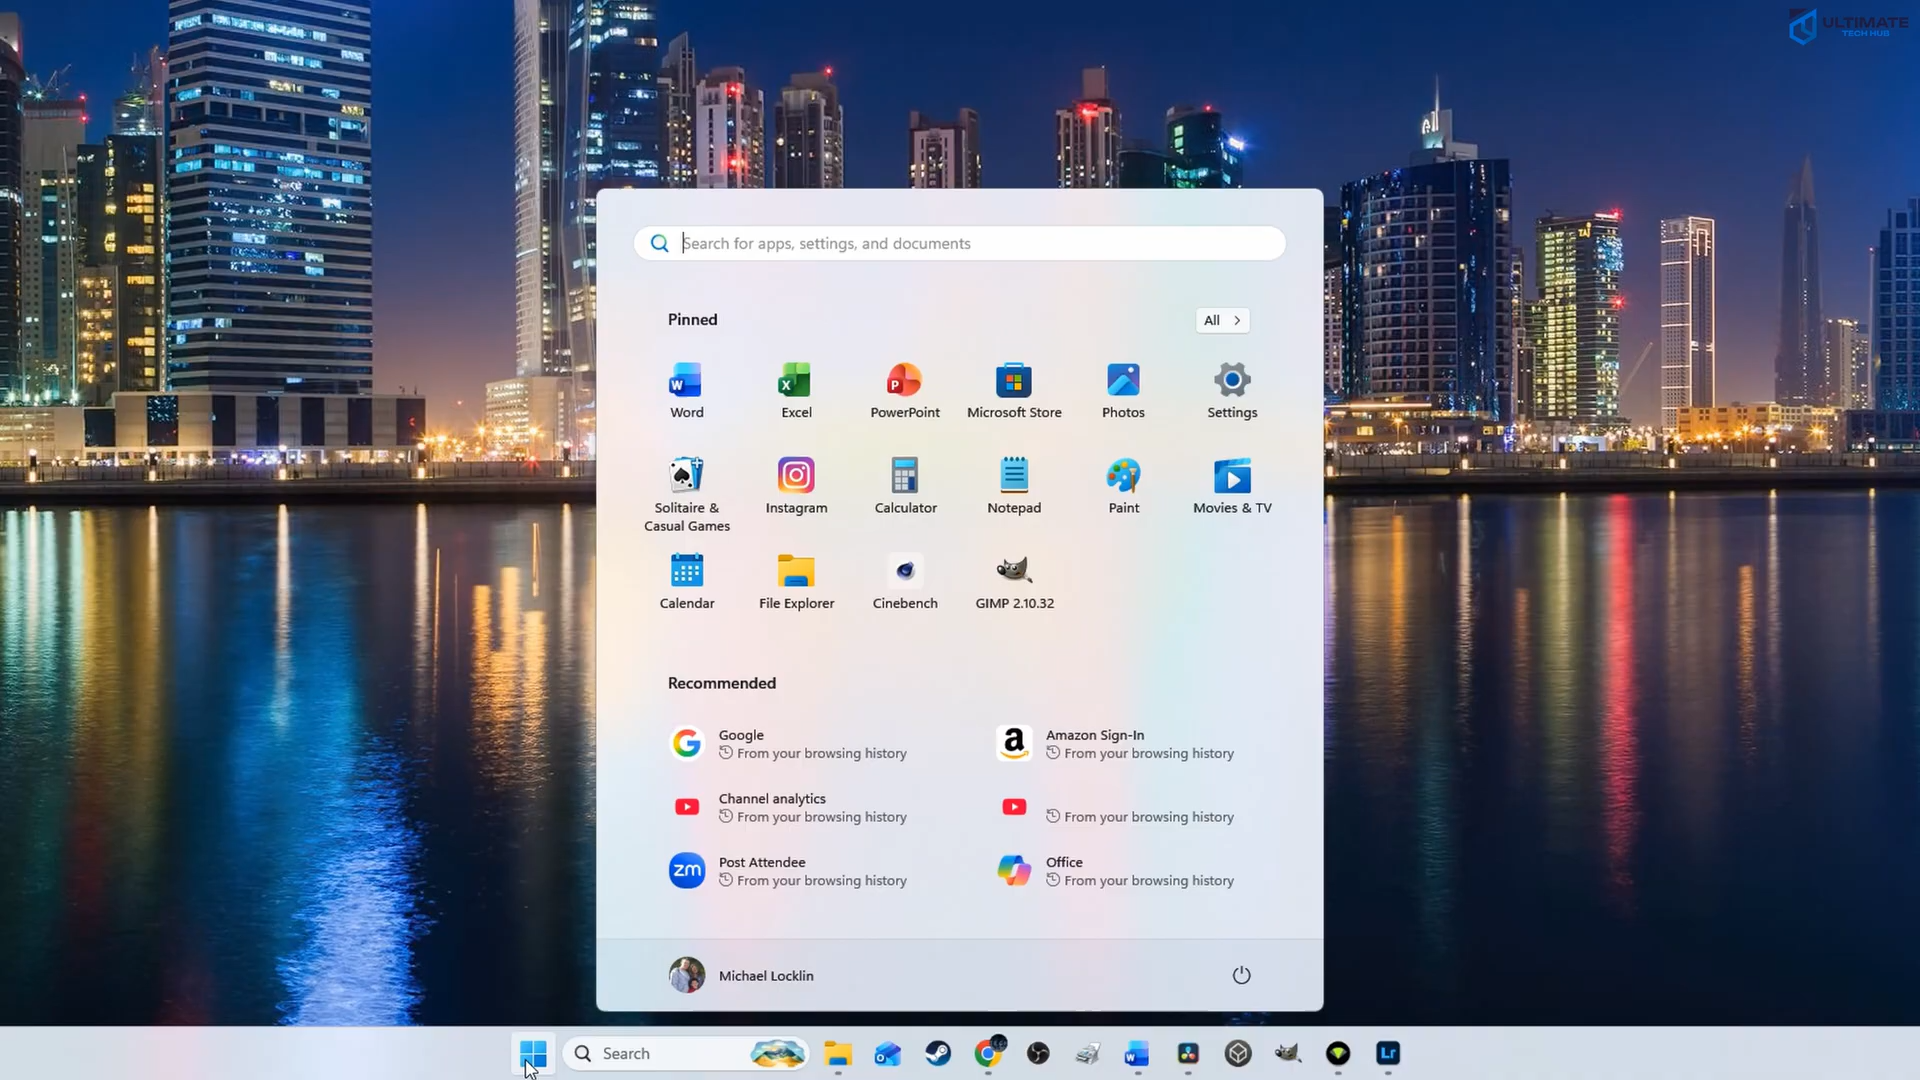 ULTIMATE
TECH HUB
Search for apps, settings, and documents
Pinned
All
Word
Excel
PowerPoint
Microsoft Store
Photos
Settings
Solitaire &
Casual Games
Instagram
Calculator
Notepad
Paint
Movies & TV
Calendar
File Explorer
Cinebench
GIMP 2.10.32
Recommended
Google
From your browsing history
Amazon Sign-In
From your browsing history
Channel analytics
From your browsing history
From your browsing history
zm
Post Attendee
From your browsing history
Office
From your browsing history
Michael Locklin
Search
Lr